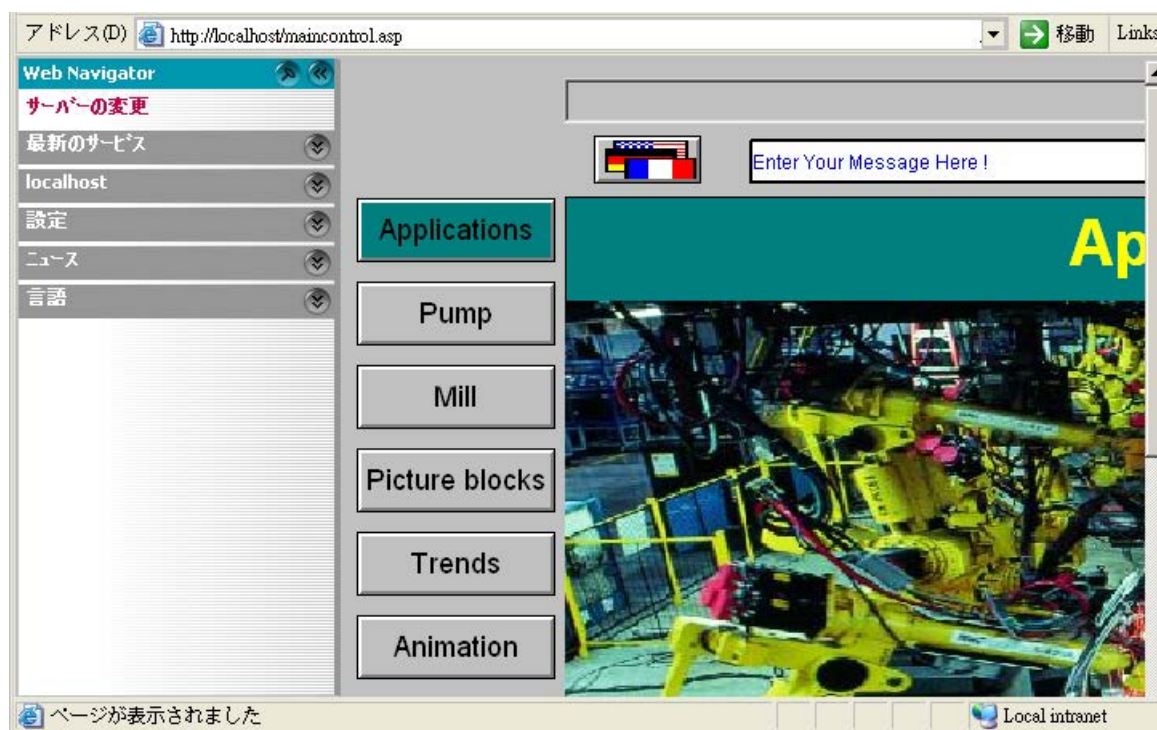 アドレス(D) http://localhost/maincontrol.asp 移動 Links
Web Navigator
サーバーの変更
最新のサービス
localhost
設定
ニュース
言語
Enter Your Message Here !
Ap
Applications
Pump
Mill
Picture blocks
Trends
Animation
ページが表示されました Local intranet